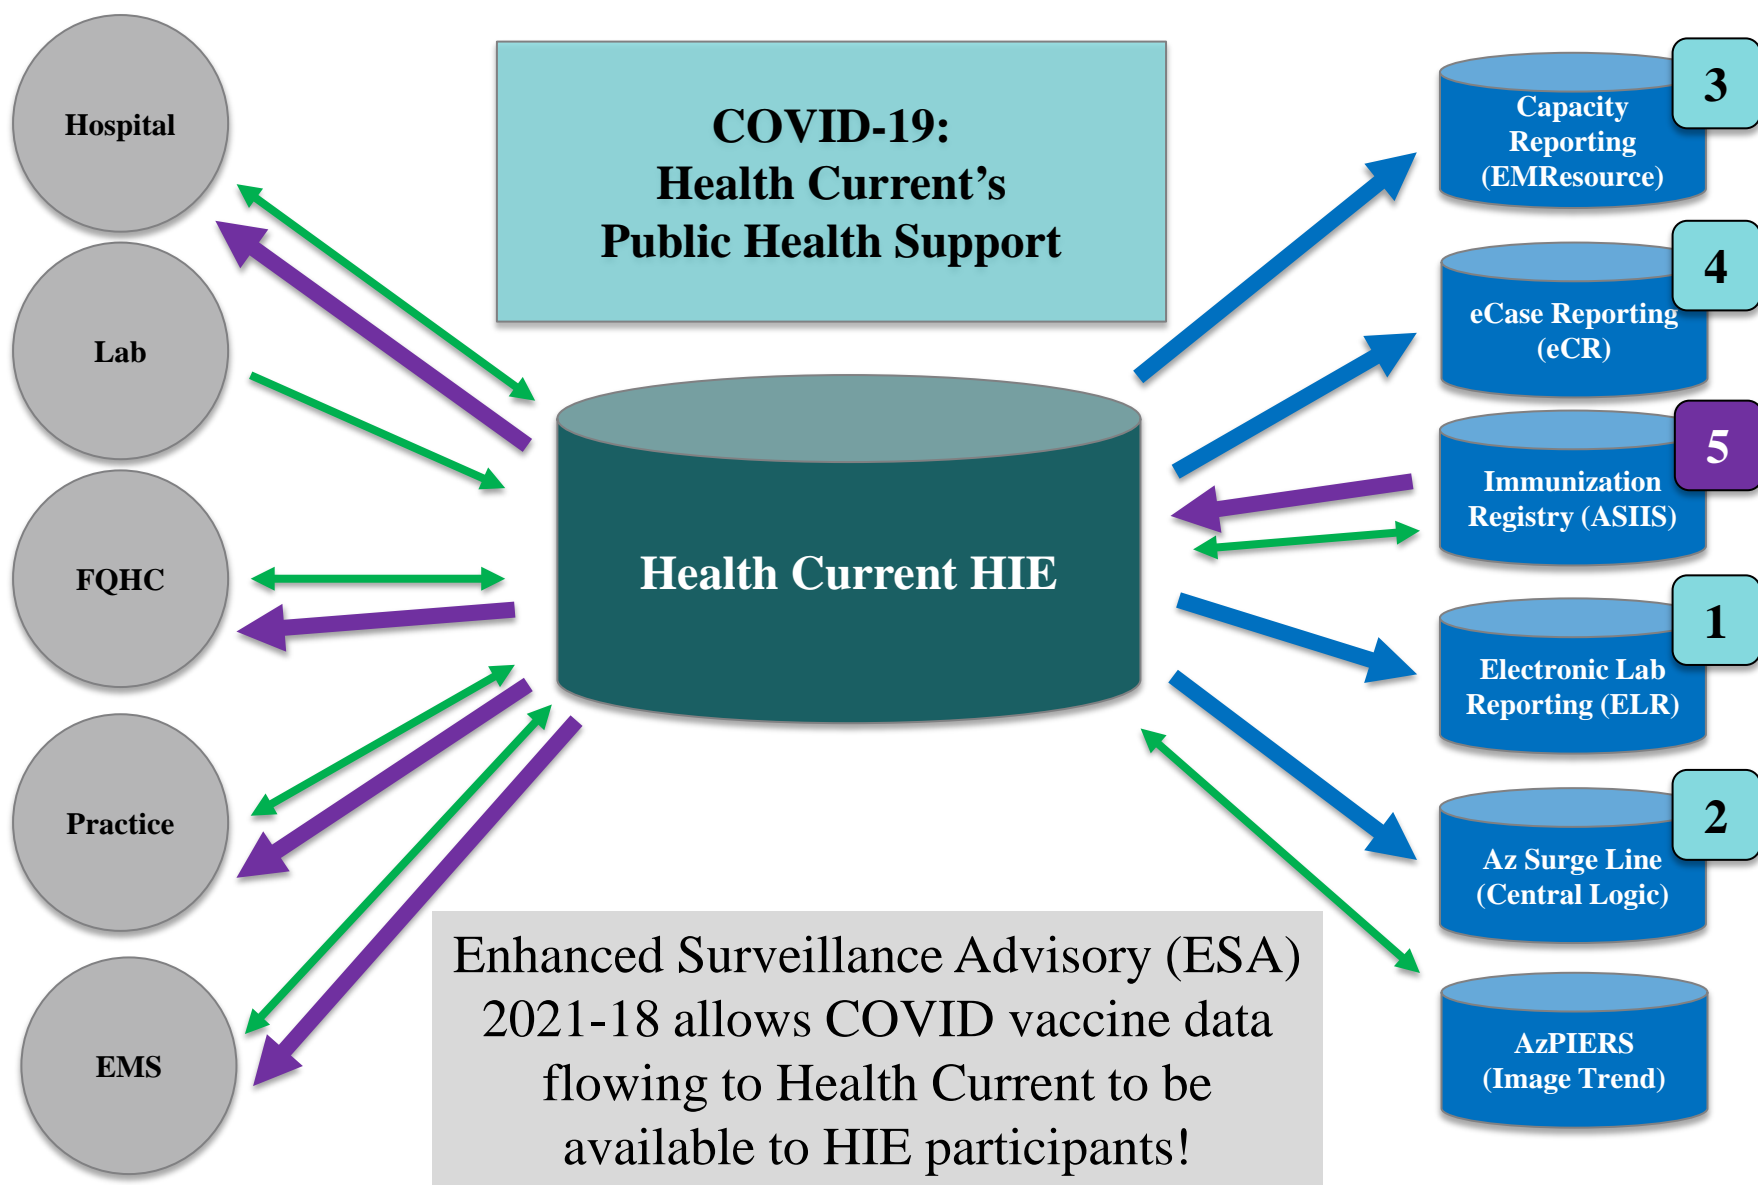 COVID-19:
Health Current’s
Public Health Support
Hospital
Lab
FQHC
Practice
EMS
Health Current HIE
3
Capacity
Reporting
(EMResource)
4
eCase Reporting
(eCR)
5
Immunization
Registry (ASIIS)
1
Electronic Lab
Reporting (ELR)
2
Az Surge Line
(Central Logic)
AzPIERS
(Image Trend)
Enhanced Surveillance Advisory (ESA)
2021-18 allows COVID vaccine data
flowing to Health Current to be
available to HIE participants!